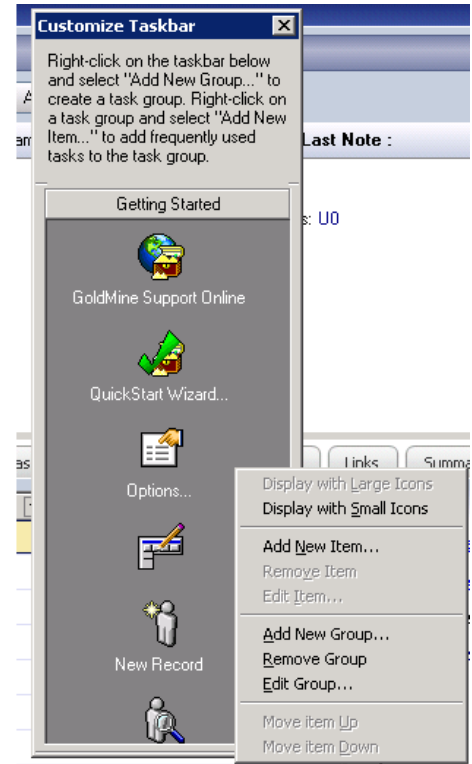 Customize Taskbar
Right-click on the taskbar below
and select "Add New Group..." to
create a task group. Right-click on
a task group and select "Add New
Item..." to add frequently used
tasks to the task group.
Last Note :
Getting Started
s: U0
GoldMine Support Online
QuickStart Wizard...
Links
Summa
Options...
Display with Large Icons
Display with Small Icons
Add New Item...
Remove Item
Edit Item...
New Record
Add New Group...
Remove Group
Edit Group...
Move item Up
Move item Down